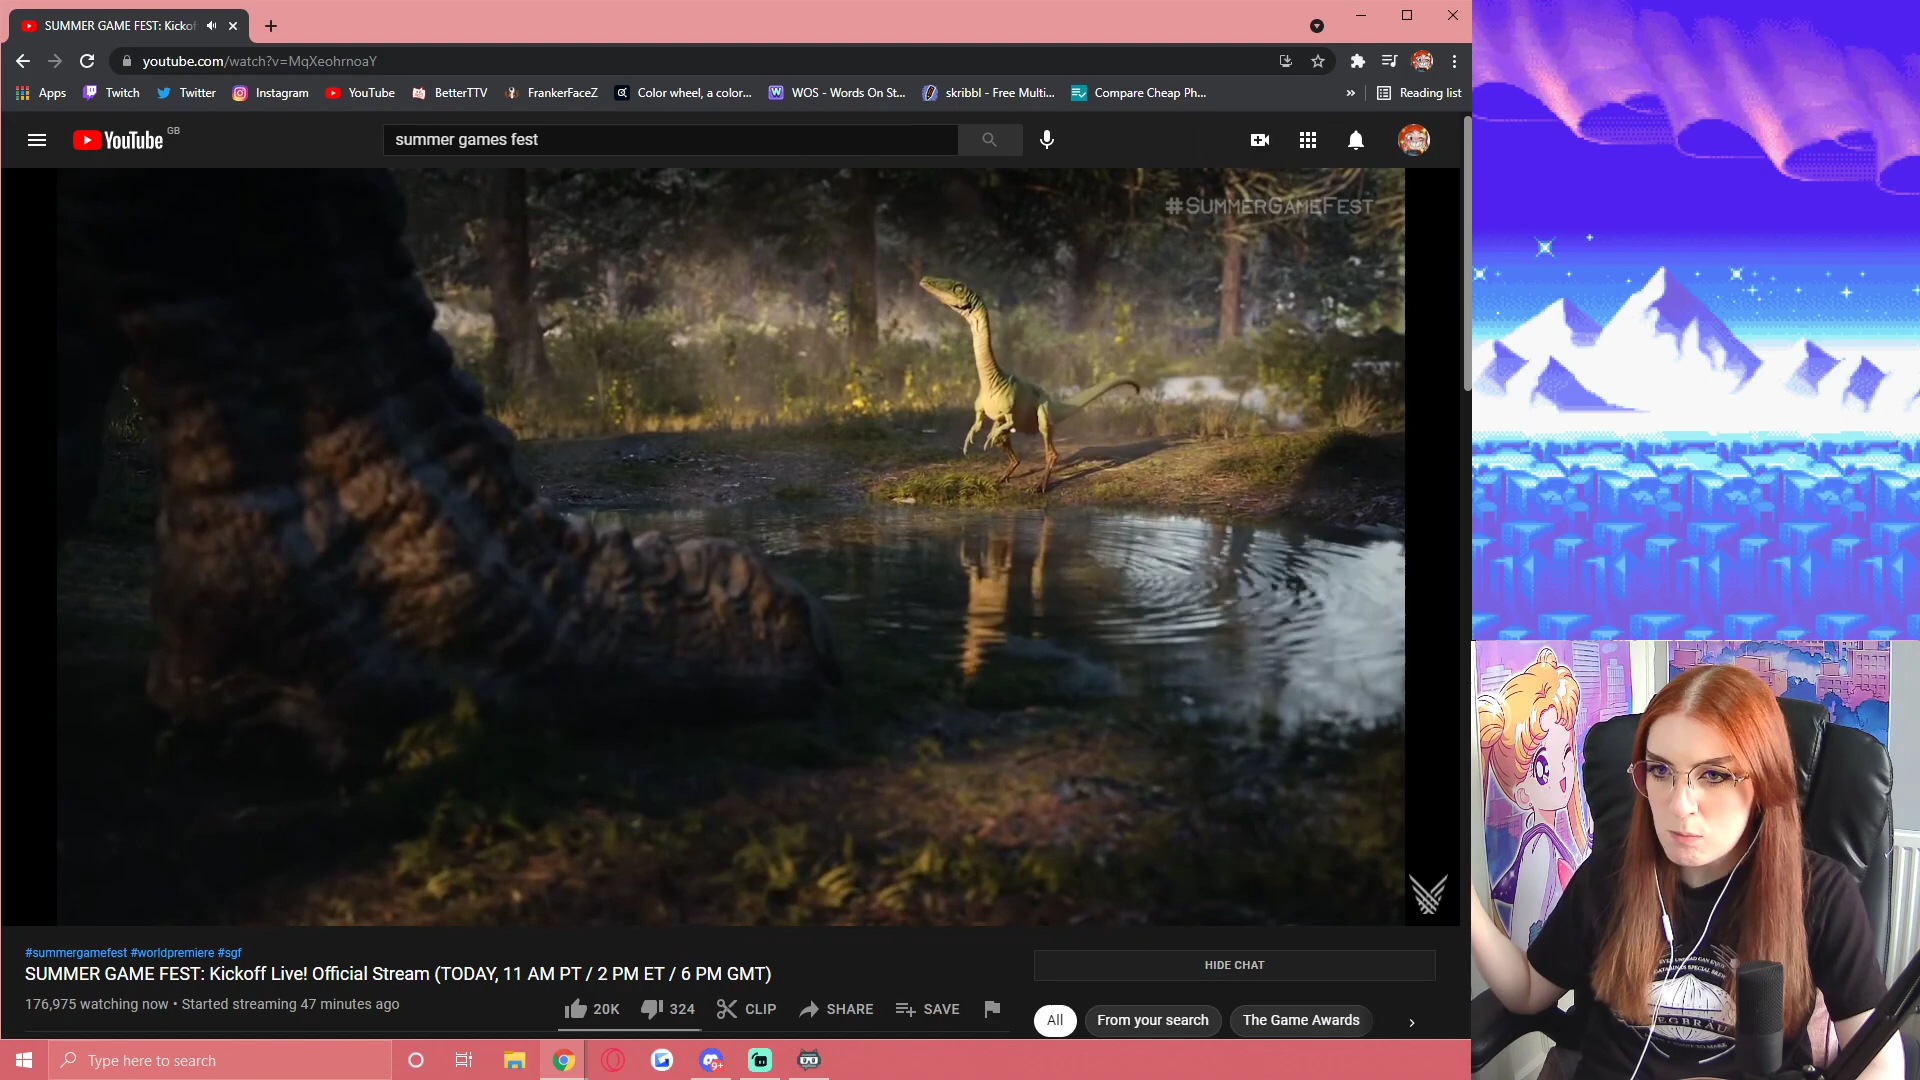 SUMMER GAME FEST: Kicko
youtube.com/watch?v=MqXeohrnoaY
Apps
Twitch
Twitter
Instagram
YouTube
BetterTTV
FrankerFaceZ
Color wheel, a color...
WOS - Words On St...
skribbl - Free Multi...
Compare Cheap Ph...
»
Reading list
YouTube GB
summer games fest
#SUMMERGAMEFEST
#summergamefest #worldpremiere #sgf
SUMMER GAME FEST: Kickoff Live! Official Stream (TODAY, 11 AM PT / 2 PM ET / 6 PM GMT)
176,975 watching now • Started streaming 47 minutes ago
20K
324
CLIP
SHARE
SAVE
HIDE CHAT
All
From your search
The Game Awards
Type here to search
9+